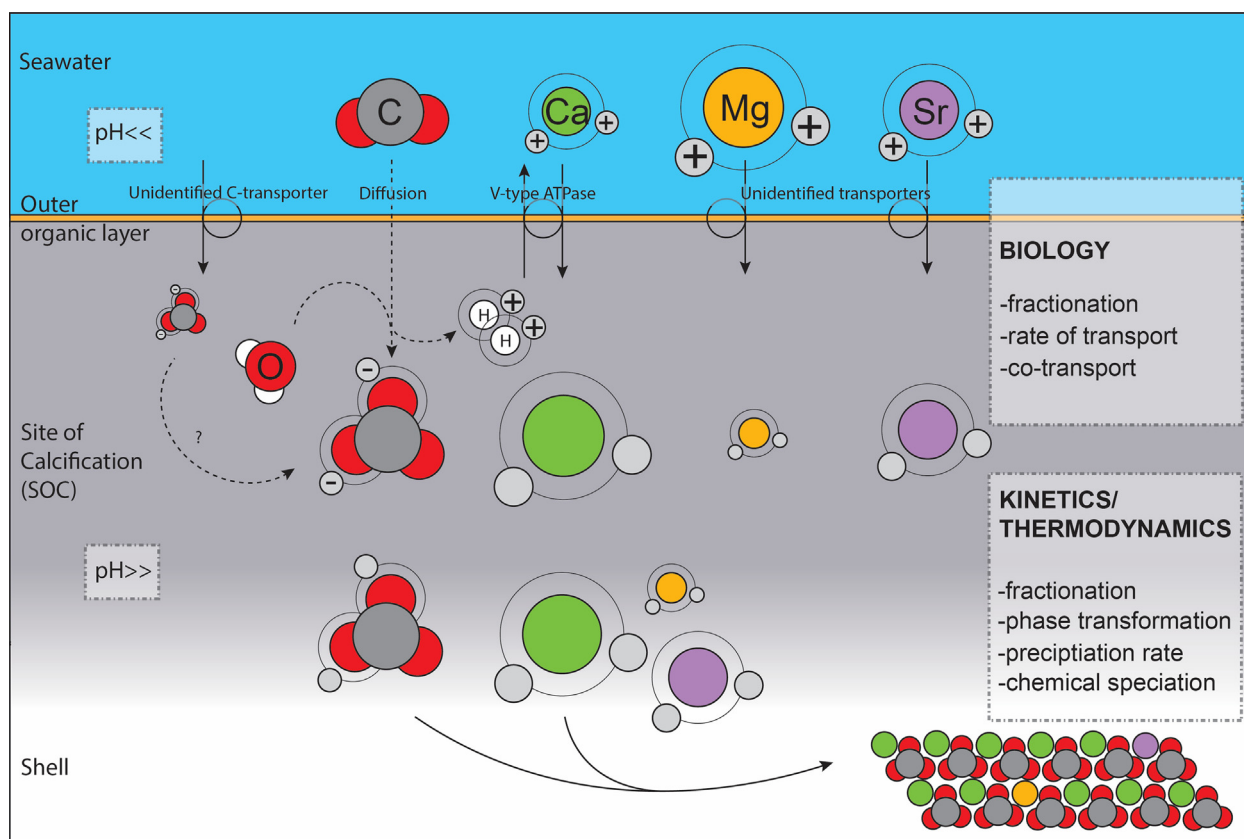 Seawater
C
Ca
Mg
Sr
+
+
+
+
+
+
pH<<
Unidentified C-transporter
Diffusion
V-type ATPase
Unidentified transporters
Outer
organic layer
BIOLOGY
-fractionation
-rate of transport
-co-transport
-
-
H
+
H
+
O
-
-
?
Site of
Calcification
(SOC)
KINETICS/
THERMODYNAMICS
-fractionation
-phase transformation
-preciptiation rate
-chemical speciation
pH>>
Shell